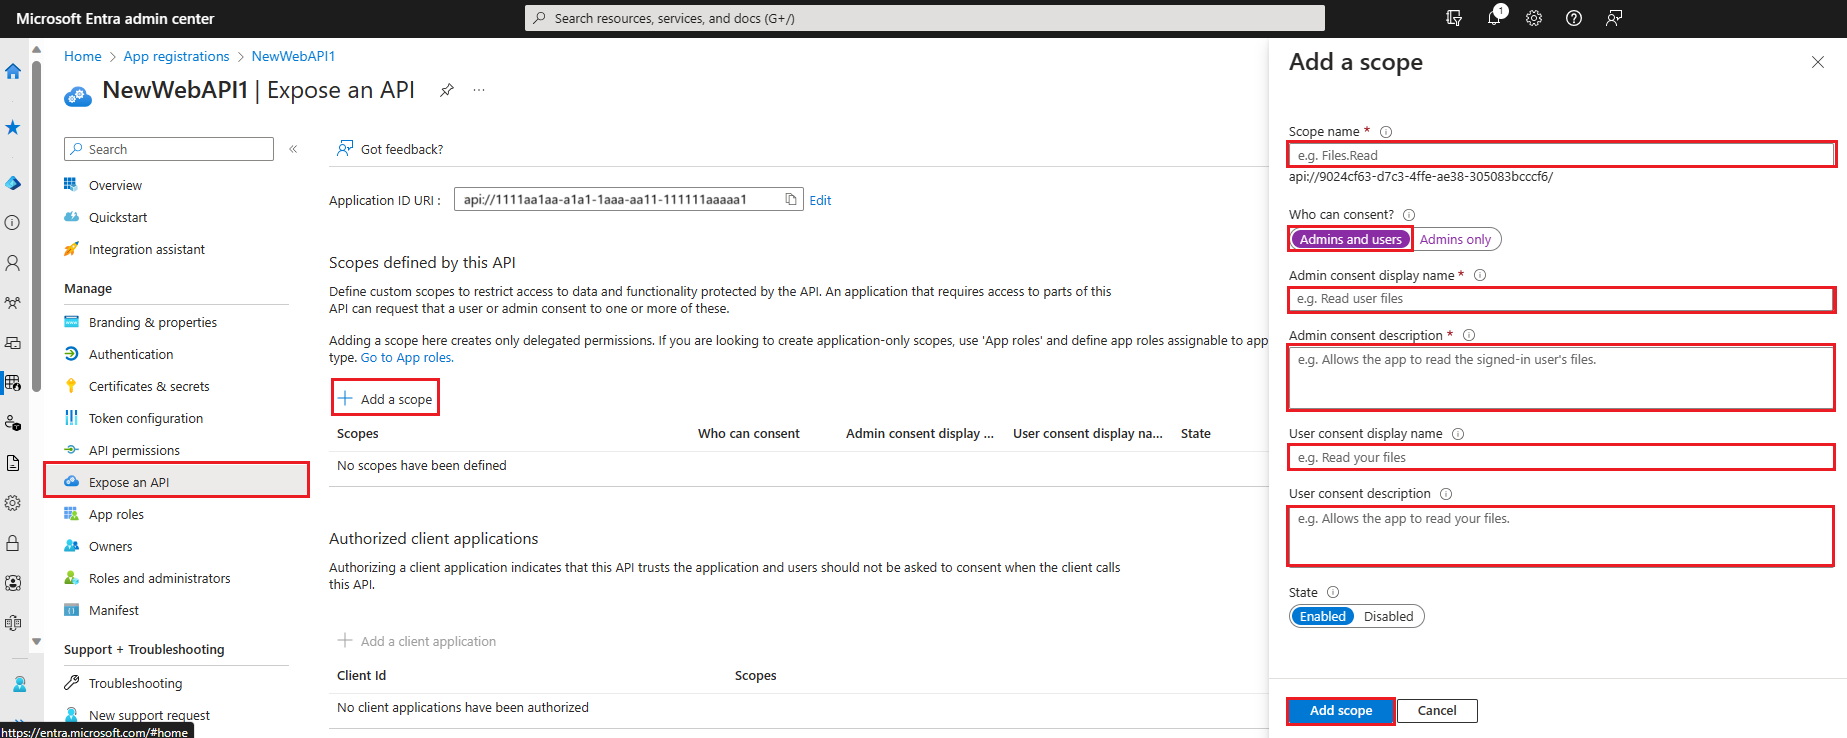 Microsoft Entra admin center
Search resources, services, and docs (G+/)
1
Home > App registrations > NewWebAPI1
NewWebAPI1 | Expose an API
Search
Overview
Quickstart
Integration assistant
Manage
Branding & properties
Authentication
Certificates & secrets
Token configuration
API permissions
Expose an API
App roles
Owners
Roles and administrators
Manifest
Support + Troubleshooting
Troubleshooting
New support request
https://entra.microsoft.com/#home
Got feedback?
Application ID URI : api://1111aa1aa-a1a1-1aaa-aa11-111111aaaaa1 Edit
Scopes defined by this API
Define custom scopes to restrict access to data and functionality protected by the API. An application that requires access to parts of this
API can request that a user or admin consent to one or more of these.
Adding a scope here creates only delegated permissions. If you are looking to create application-only scopes, use 'App roles' and define app roles assignable to app
type. Go to App roles.
Add a scope
Scopes Who can consent Admin consent display ... User consent display na... State
No scopes have been defined
Authorized client applications
Authorizing a client application indicates that this API trusts the application and users should not be asked to consent when the client calls
this API.
Add a client application
Client Id Scopes
No client applications have been authorized
Add a scope
Scope name *
e.g. Files.Read
api://9024cf63-d7c3-4ffe-ae38-305083bcccf6/
Who can consent?
Admins and users Admins only
Admin consent display name *
e.g. Read user files
Admin consent description *
e.g. Allows the app to read the signed-in user's files.
User consent display name
e.g. Read your files
User consent description
e.g. Allows the app to read your files.
State
Enabled Disabled
Add scope Cancel